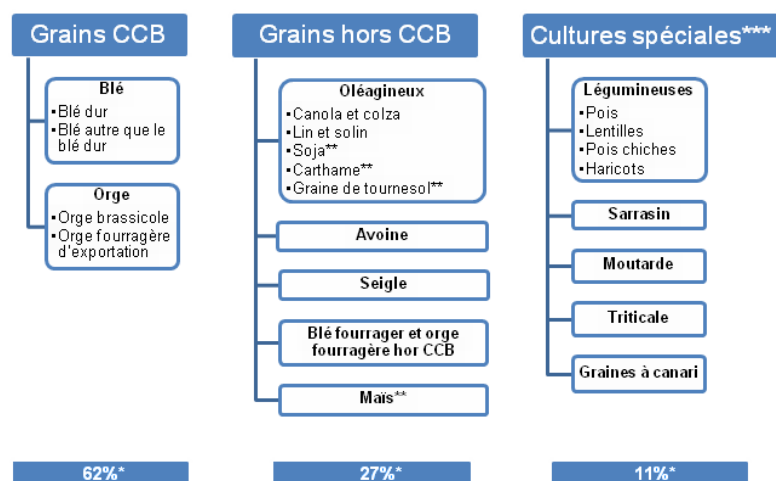 Grains CCB
Blé
▪Blé dur
▪Blé autre que le
blé dur
Orge
▪Orge brassicole
▪Orge fourragère
d'exportation
62%*
Grains hors CCB
Oléagineux
▪Canola et colza
▪Lin et solin
▪Soja**
▪Carthame**
▪Graine de tournesol**
Avoine
Seigle
Blé fourrager et orge
fourragère hor CCB
Maïs**
27%*
Cultures spéciales***
Légumineuses
▪Pois
▪Lentilles
▪Pois chiches
▪Haricots
Sarrasin
Moutarde
Triticale
Graines à canari
11%*